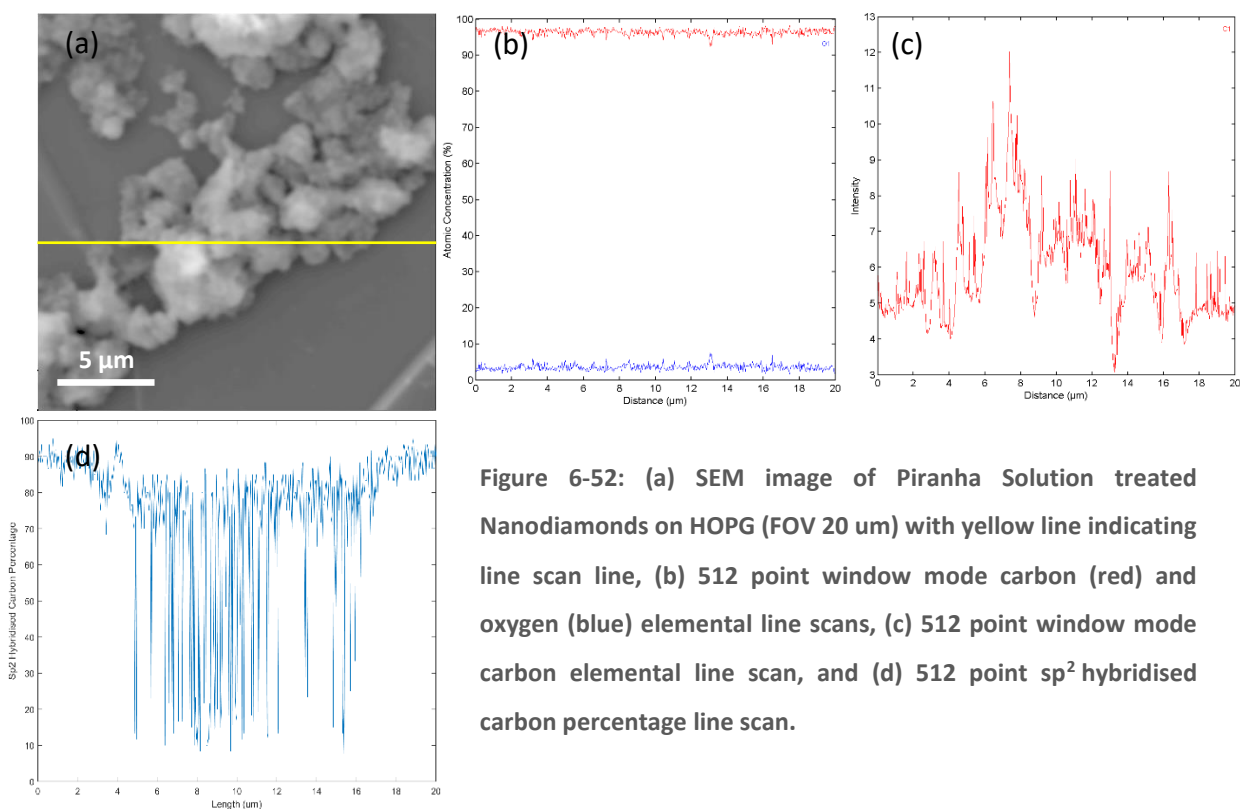 (a)
5 µm
(b)
100
90
80
70
60
50
40
30
20
10
0
Atomic Concentration (%)
0 2 4 6 8 10 12 14 16 18 20
Distance (µm)
O1
(c)
13
12
11
10
9
8
7
6
5
4
3
Intensity
0 2 4 6 8 10 12 14 16 18 20
Distance (µm)
C1
(d)
100
90
80
70
60
50
40
30
20
10
0
Sp2 Hybridised Carbon Percentage
0 2 4 6 8 10 12 14 16 18 20
Length (um)
Figure 6-52: (a) SEM image of Piranha Solution treated
Nanodiamonds on HOPG (FOV 20 um) with yellow line indicating
line scan line, (b) 512 point window mode carbon (red) and
oxygen (blue) elemental line scans, (c) 512 point window mode
carbon elemental line scan, and (d) 512 point sp² hybridised
carbon percentage line scan.